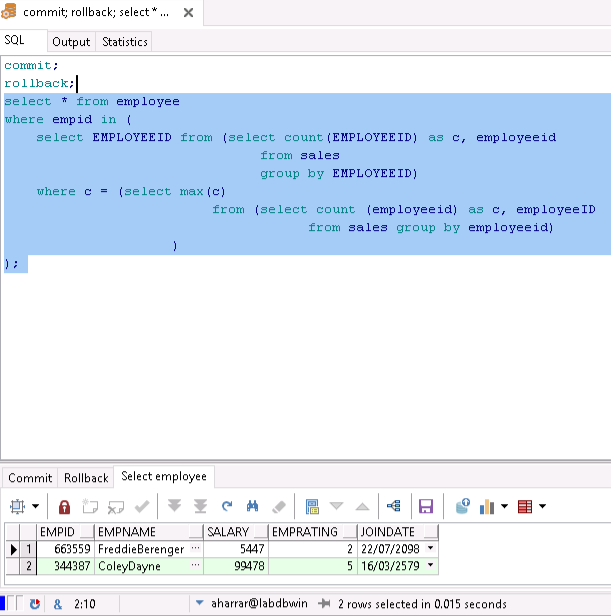 commit; rollback; select * ...
SQL Output Statistics
commit;
rollback;
select * from employee
where empid in (
select EMPLOYEEID from (select count(EMPLOYEEID) as c, employeeid
from sales
group by EMPLOYEEID)
where c = (select max(c)
from (select count (employeeid) as c, employeeID
from sales group by employeeid)
)
);
Commit Rollback Select employee
EMPID EMPNAME SALARY EMPRATING JOINDATE
1 663559 FreddieBerenger ... 5447 2 22/07/2098
2 344387 ColeyDayne ... 99478 5 16/03/2579
& 2:10 aharrar@labdbwin 2 rows selected in 0.015 seconds